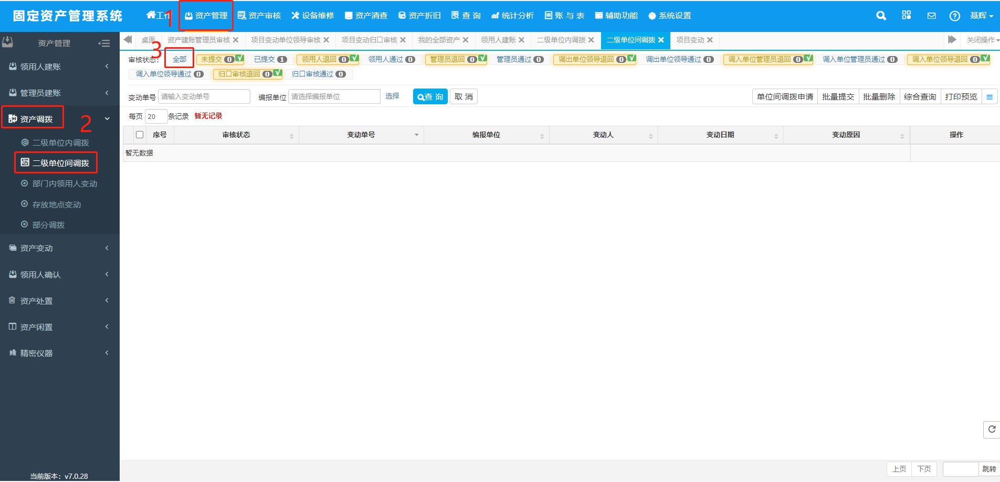 固定资产管理系统 工作 1 资产管理 资产审核 设备维修 资产清查 资产折旧 查 询 统计分析 账 与 表 辅助功能 系统设置 聂辉
资产管理
桌面 资产建账管理员审核 项目变动单位领导审核 项目变动归口审核 我的全部资产 领用人建账 二级单位内调拨 二级单位间调拨 项目变动 关闭操作
3
审核状态: 全部 未提交 0 已提交 1 领用人退回 0 领用人通过 0 管理员退回 0 管理员通过 0 调出单位领导退回 0 调出单位领导通过 0 调入单位管理员退回 0 调入单位管理员通过 0 调入单位领导退回 0
调入单位领导通过 0 归口审核退回 0 归口审核通过 0
变动单号 请输入变动单号 编报单位 请选择编报单位 选择 查 询 取 消 单位间调拨申请 批量提交 批量删除 综合查询 打印预览
每页 20 条记录 暂无记录
序号 审核状态 变动单号 编报单位 变动人 变动日期 变动原因 操作
暂无数据
领用人建账
管理员建账
资产调拨 2
二级单位内调拨
二级单位间调拨
部门内领用人变动
存放地点变动
部分调拨
资产变动
领用人确认
资产处置
资产闲置
精密仪器
当前版本：v7.0.28
上页 下页 跳转